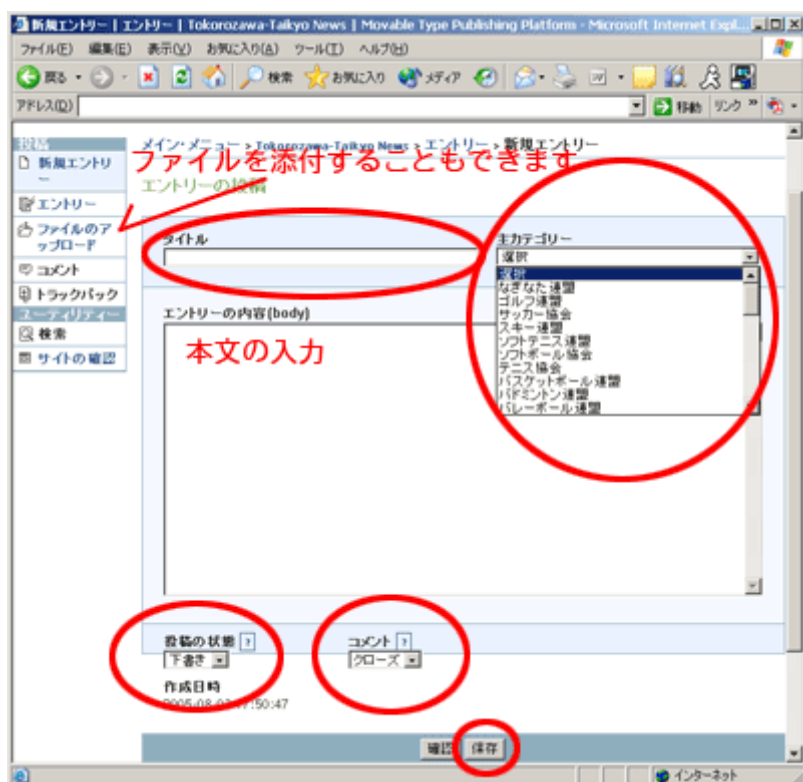 新規エントリー | エントリー | Tokorozawa-Taikyo News | Movable Type Publishing Platform - Microsoft Internet Expl...
ファイル(F) 編集(E) 表示(V) お気に入り(A) ツール(T) ヘルプ(H)
戻る 検索 お気に入り メディア
アドレス(D) 移動 リンク »
投稿
新規エントリ
ー
エントリー
ファイルのア
ップロード
コメント
トラックバック
ユーティリティー
検索
サイトの確認
メイン・メニュー > Tokorozawa-Taikyo News > エントリー > 新規エントリー
ファイルを添付することもできます
エントリーの投稿
タイトル
主カテゴリー
選択
選択
なぎなた連盟
ゴルフ連盟
サッカー協会
スキー連盟
ソフトテニス連盟
ソフトボール協会
テニス協会
バスケットボール連盟
バドミントン連盟
バレーボール連盟
エントリーの内容(body)
本文の入力
投稿の状態 ? コメント ?
下書き クローズ
作成日時
確認 保存
インターネット